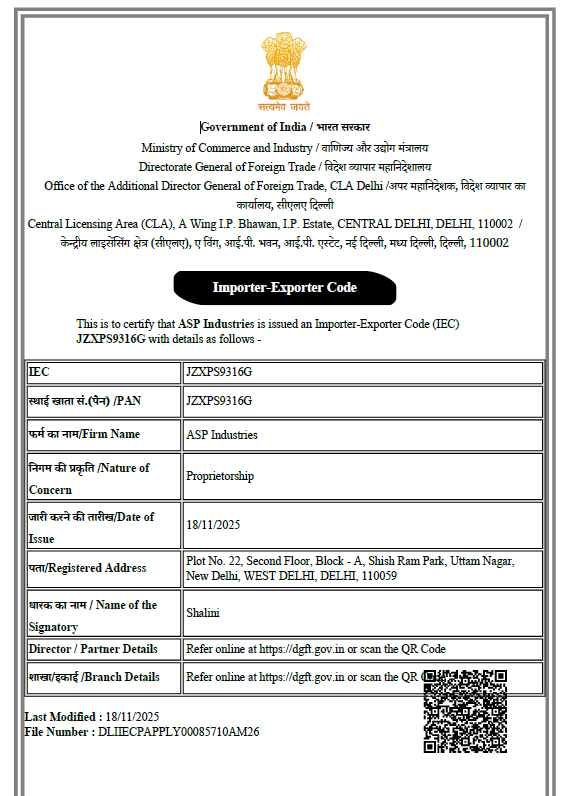 सत्यमेव जयते
Government of India / भारत सरकार
Ministry of Commerce and Industry / वाणिज्य और उद्योग मंत्रालय
Directorate General of Foreign Trade / विदेश व्यापार महानिदेशालय
Office of the Additional Director General of Foreign Trade, CLA Delhi /अपर महानिदेशक, विदेश व्यापार का
कार्यालय, सीएलए दिल्ली
Central Licensing Area (CLA), A Wing I.P. Bhawan, I.P. Estate, CENTRAL DELHI, DELHI, 110002 /
केन्द्रीय लाइसेंसिंग क्षेत्र (सीएलए), ए विंग, आई.पी. भवन, आई.पी. एस्टेट, नई दिल्ली, मध्य दिल्ली, दिल्ली, 110002
Importer-Exporter Code
This is to certify that ASP Industries is issued an Importer-Exporter Code (IEC)
JZXPS9316G with details as follows -
IEC JZXPS9316G
स्थाई खाता सं.(पैन) /PAN JZXPS9316G
फर्म का नाम/Firm Name ASP Industries
निगम की प्रकृति /Nature of
Concern
Proprietorship
जारी करने की तारीख/Date of
Issue
18/11/2025
पता/Registered Address
Plot No. 22, Second Floor, Block - A, Shish Ram Park, Uttam Nagar,
New Delhi, WEST DELHI, DELHI, 110059
धारक का नाम / Name of the
Signatory
Shalini
Director / Partner Details Refer online at https://dgft.gov.in or scan the QR Code
शाखा/इकाई /Branch Details Refer online at https://dgft.gov.in or scan the QR
Last Modified : 18/11/2025
File Number : DLIIECPAPPLY00085710AM26